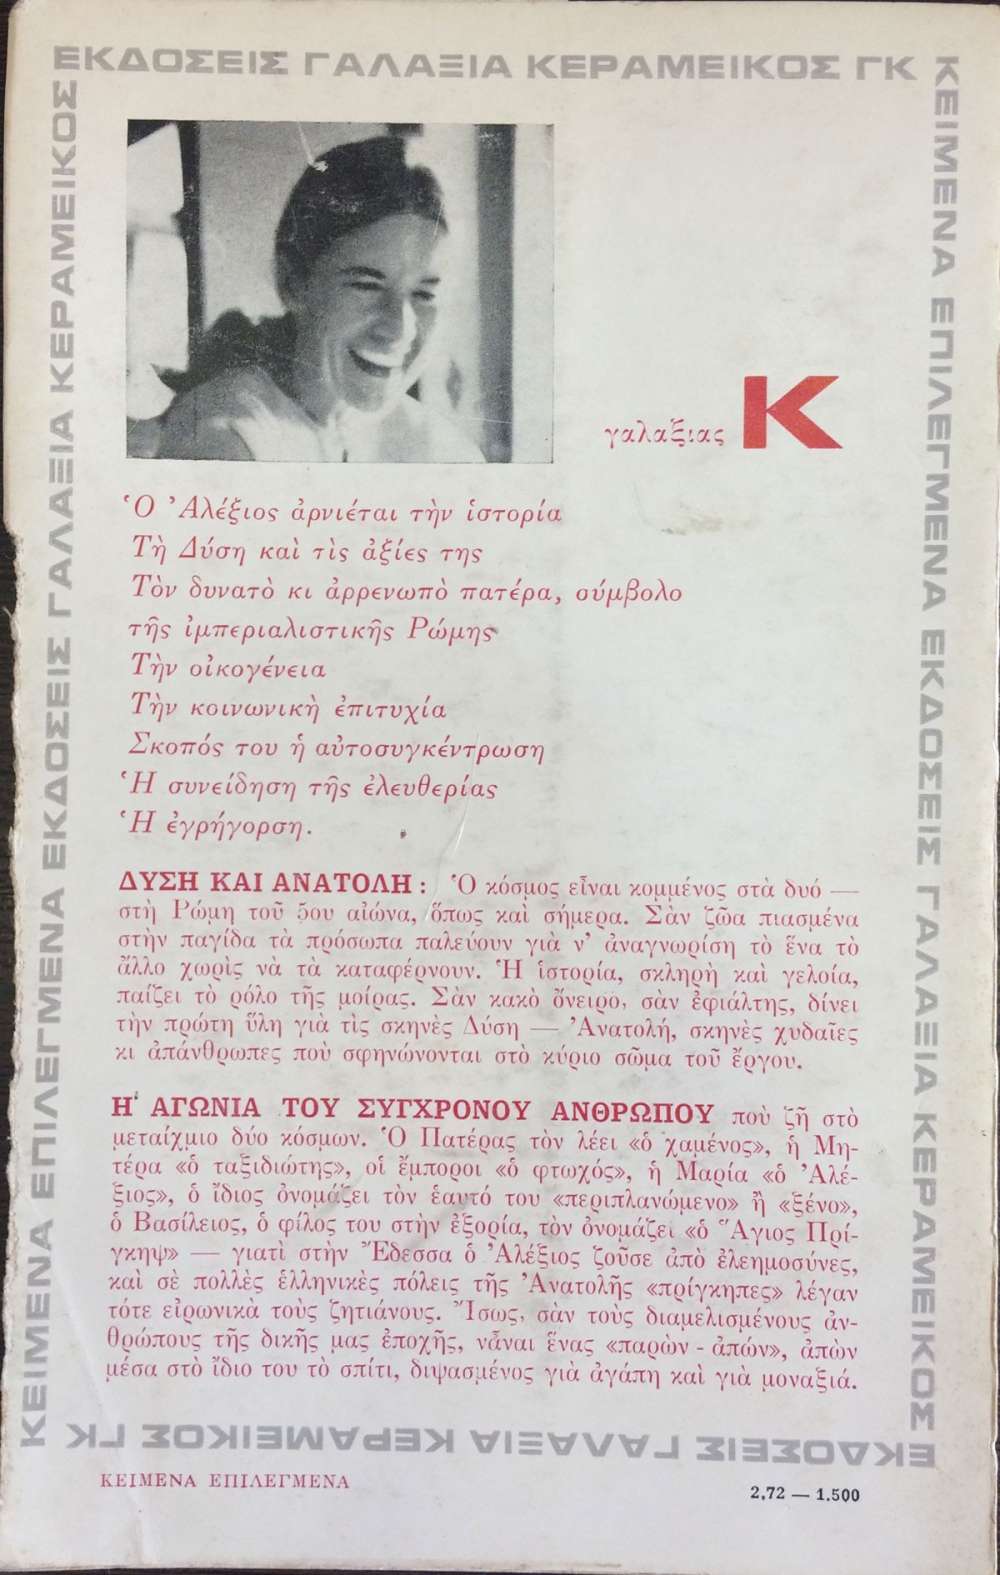 ΕΚΔΟΣΕΙΣ ΓΑΛΑΞΙΑ ΚΕΡΑΜΕΙΚΟΣ ΓΚ
ΚΕΙΜΕΝΑ ΕΠΙΛΕΓΜΕΝΑ ΕΚΔΟΣΕΙΣ ΓΑΛΑΞΙΑ ΚΕΡΑΜΕΙΚΟΣ
ΕΚΔΟΣΕΙΣ ΓΑΛΑΞΙΑ ΚΕΡΑΜΕΙΚΟΣ ΓΚ
ΚΕΙΜΕΝΑ ΕΠΙΛΕΓΜΕΝΑ ΕΚΔΟΣΕΙΣ ΓΑΛΑΞΙΑ ΚΕΡΑΜΕΙΚΟΣ
γαλαξιας Κ
Ὁ Ἀλέξιος ἀρνιέται τὴν ἱστορία
Τὴ Δύση καὶ τὶς ἀξίες της
Τὸν δυνατὸ κι ἀρρενωπὸ πατέρα, σύμβολο
τῆς ἰμπεριαλιστικῆς Ρώμης
Τὴν οἰκογένεια
Τὴν κοινωνικὴ ἐπιτυχία
Σκοπός του ἡ αὐτοσυγκέντρωση
Ἡ συνείδηση τῆς ἐλευθερίας
Ἡ ἐγρήγορση.
ΔΥΣΗ ΚΑΙ ΑΝΑΤΟΛΗ : Ὁ κόσμος εἶναι κομμένος στὰ δυό —
στὴ Ρώμη τοῦ 5ου αἰώνα, ὅπως καὶ σήμερα. Σὰν ζῶα πιασμένα
στὴν παγίδα τὰ πρόσωπα παλεύουν γιὰ ν' ἀναγνωρίση τὸ ἕνα τὸ
ἄλλο χωρὶς νὰ τὰ καταφέρνουν. Ἡ ἱστορία, σκληρὴ καὶ γελοία,
παίζει τὸ ρόλο τῆς μοίρας. Σὰν κακὸ ὄνειρο, σὰν ἐφιάλτης, δίνει
τὴν πρώτη ὕλη γιὰ τὶς σκηνὲς Δύση — Ἀνατολή, σκηνὲς χυδαῖες
κι ἀπάνθρωπες ποὺ σφηνώνονται στὸ κύριο σῶμα τοῦ ἔργου.
Η ΑΓΩΝΙΑ ΤΟΥ ΣΥΓΧΡΟΝΟΥ ΑΝΘΡΩΠΟΥ ποὺ ζῆ στὸ
μεταίχμιο δύο κόσμων. Ὁ Πατέρας τὸν λέει «ὁ χαμένος», ἡ Μη-
τέρα «ὁ ταξιδιώτης», οἱ ἔμποροι «ὁ φτωχός», ἡ Μαρία «ὁ Ἀλέ-
ξιος», ὁ ἴδιος ὀνομάζει τὸν ἑαυτό του «περιπλανώμενο» ἢ «ξένο»,
ὁ Βασίλειος, ὁ φίλος του στὴν ἐξορία, τὸν ὀνομάζει «ὁ Ἅγιος Πρί-
γκηψ» — γιατὶ στὴν Ἔδεσσα ὁ Ἀλέξιος ζοῦσε ἀπὸ ἐλεημοσύνες,
καὶ σὲ πολλὲς ἑλληνικὲς πόλεις τῆς Ἀνατολῆς «πρίγκηπες» λέγαν
τότε εἰρωνικὰ τοὺς ζητιάνους. Ἴσως, σὰν τοὺς διαμελισμένους ἀν-
θρώπους τῆς δικῆς μας ἐποχῆς, νἆναι ἕνας «παρὼν - ἀπών», ἀπὼν
μέσα στὸ ἴδιο του τὸ σπίτι, διψασμένος γιὰ ἀγάπη καὶ γιὰ μοναξιά.
ΚΕΙΜΕΝΑ ΕΠΙΛΕΓΜΕΝΑ
2,72 — 1.500